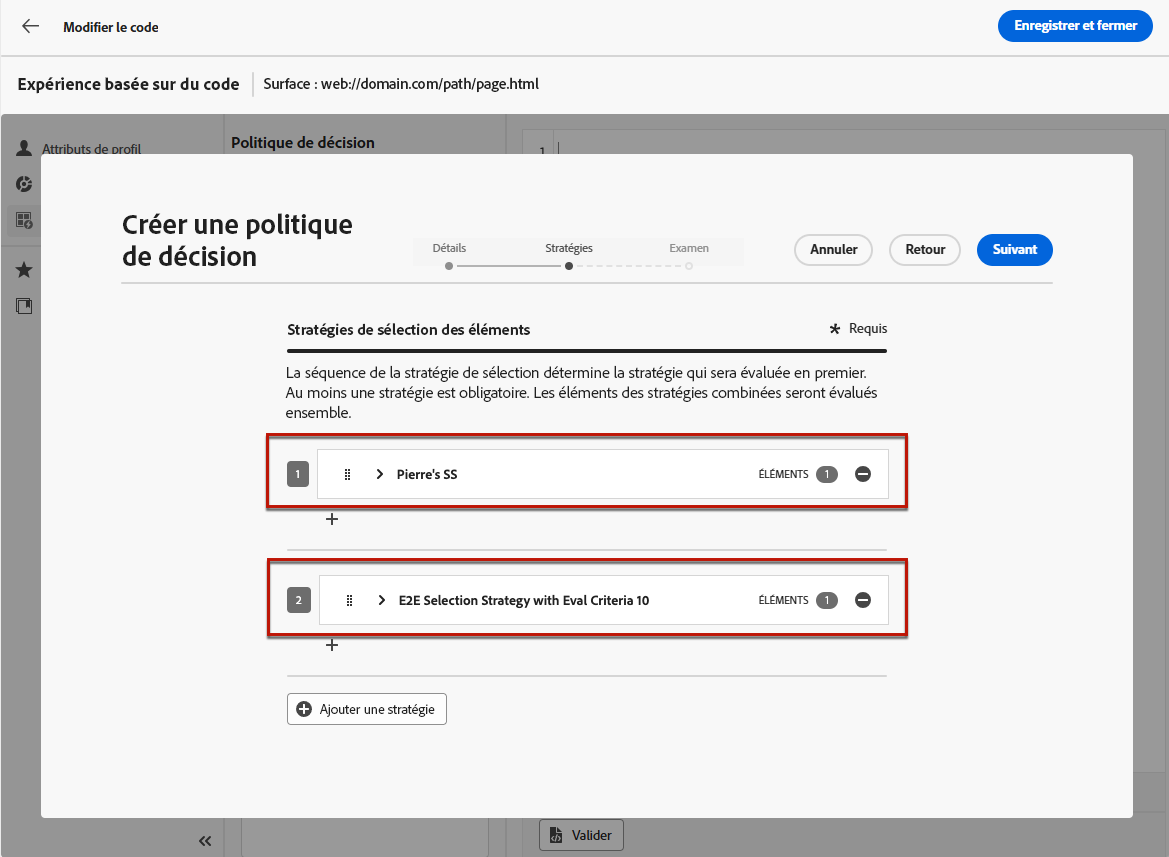 Modifier le code
Enregistrer et fermer
Expérience basée sur du code
Surface : web://domain.com/path/page.html
Attributs de profil
Politique de décision
1
Créer une politique
de décision
Détails
Stratégies
Examen
Annuler
Retour
Suivant
Stratégies de sélection des éléments
* Requis
La séquence de la stratégie de sélection détermine la stratégie qui sera évaluée en premier.
Au moins une stratégie est obligatoire. Les éléments des stratégies combinées seront évalués
ensemble.
1
Pierre's SS
ÉLÉMENTS 1
2
E2E Selection Strategy with Eval Criteria 10
ÉLÉMENTS 1
Ajouter une stratégie
Valider